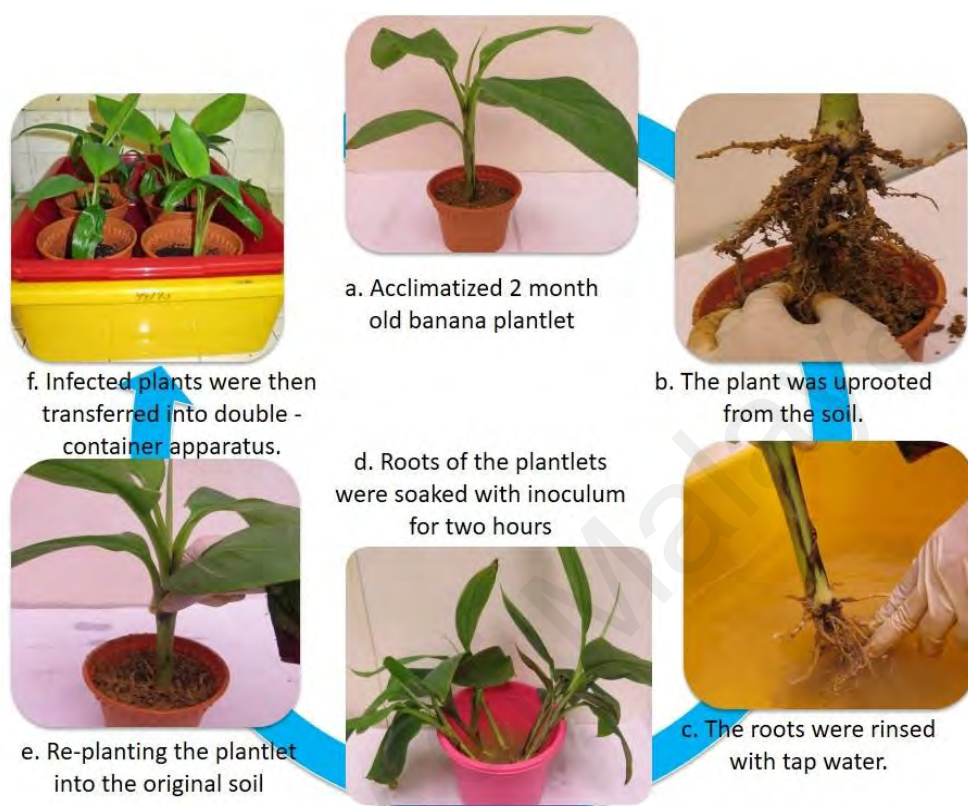 a. Acclimatized 2 month
old banana plantlet
b. The plant was uprooted
from the soil.
c. The roots were rinsed
with tap water.
d. Roots of the plantlets
were soaked with inoculum
for two hours
e. Re-planting the plantlet
into the original soil
f. Infected plants were then
transferred into double -
container apparatus.
Malaya